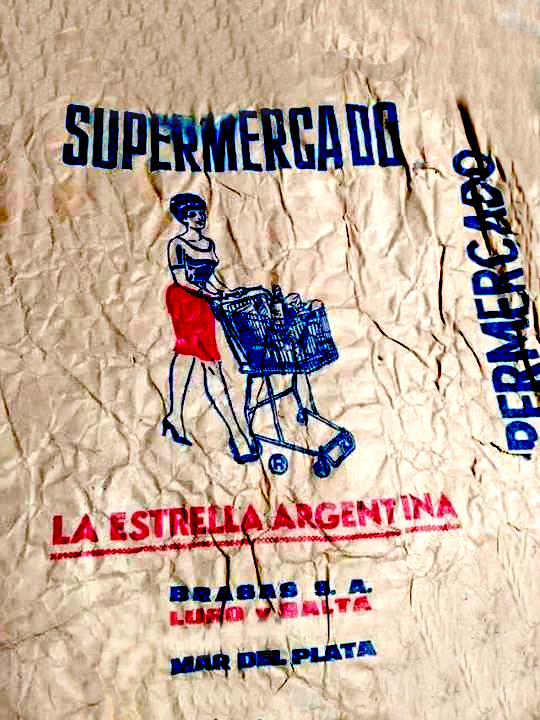 SUPERMERCADO
PERMERCADO
®
LA ESTRELLA ARGENTINA
BRASAS S. A.
LURO Y SALTA
MAR DEL PLATA